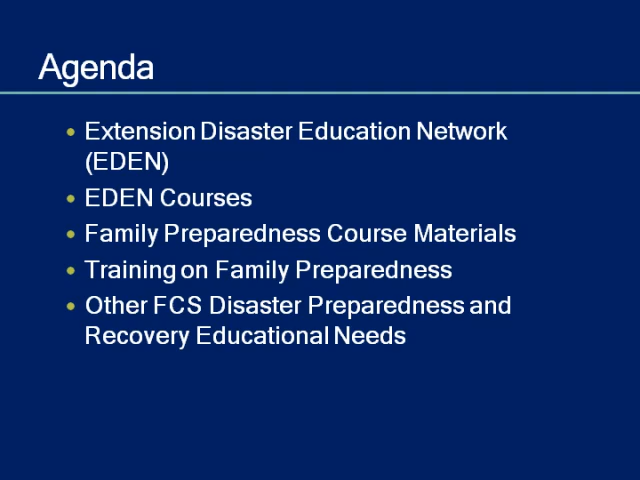 Agenda
• Extension Disaster Education Network
(EDEN)
• EDEN Courses
• Family Preparedness Course Materials
• Training on Family Preparedness
• Other FCS Disaster Preparedness and
Recovery Educational Needs